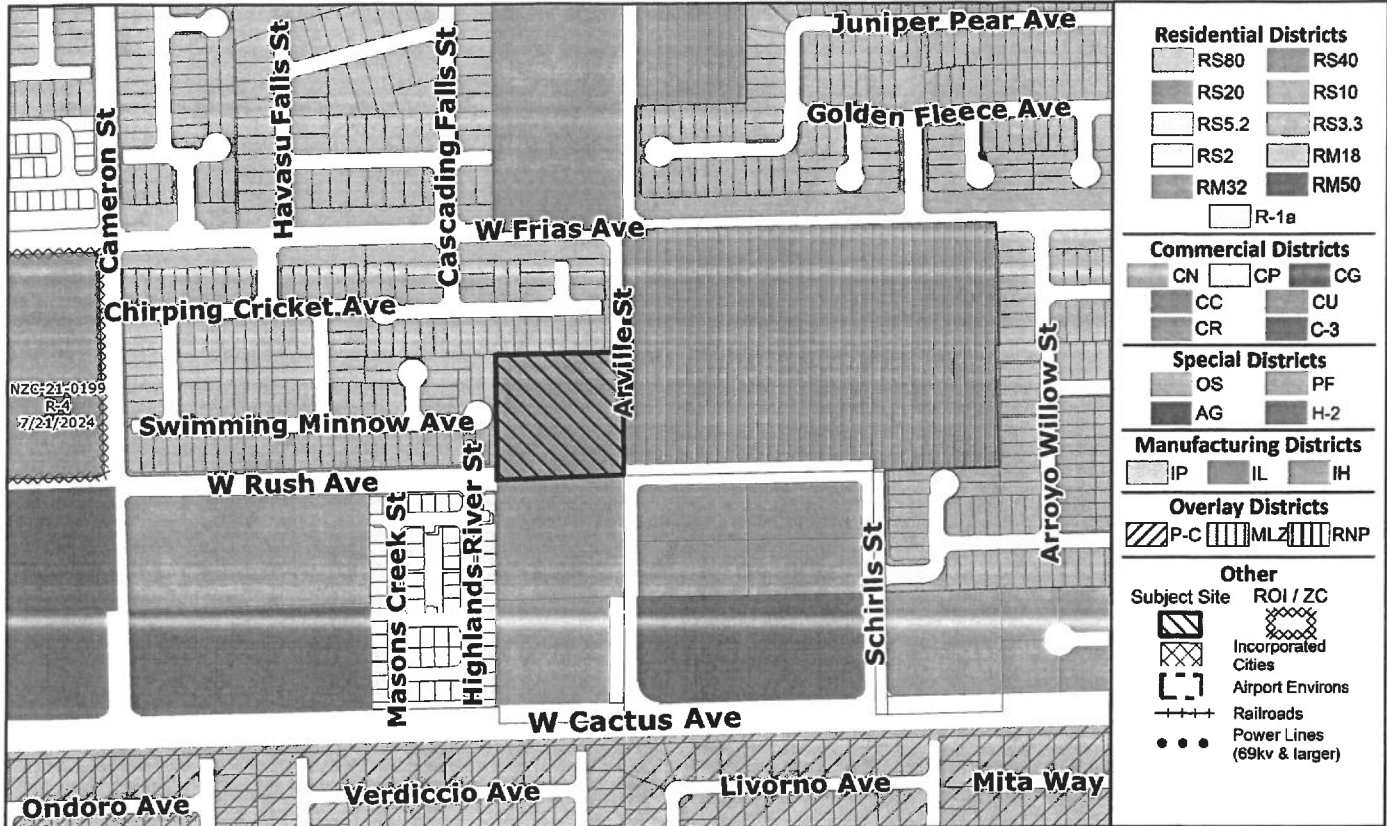 Juniper Pear Ave
Golden Fleece Ave
Cameron St
Havasu Falls St
Cascading Falls St
W Frias Ave
Chirping Cricket Ave
Arville St
NZC-21-0199
R-4
7/21/2024
Swimming Minnow Ave
Arroyo Willow St
W Rush Ave
Masons Creek St
Highlands River St
Schirlls St
W Cactus Ave
Ondoro Ave
Verdiccio Ave
Livorno Ave
Mita Way
Residential Districts
RS80 RS40
RS20 RS10
RS5.2 RS3.3
RS2 RM18
RM32 RM50
R-1a
Commercial Districts
CN CP CG
CC CU
CR C-3
Special Districts
OS PF
AG H-2
Manufacturing Districts
IP IL IH
Overlay Districts
P-C MLZ RNP
Other
Subject Site ROI / ZC
Incorporated
Cities
Airport Environs
Railroads
Power Lines
(69kv & larger)